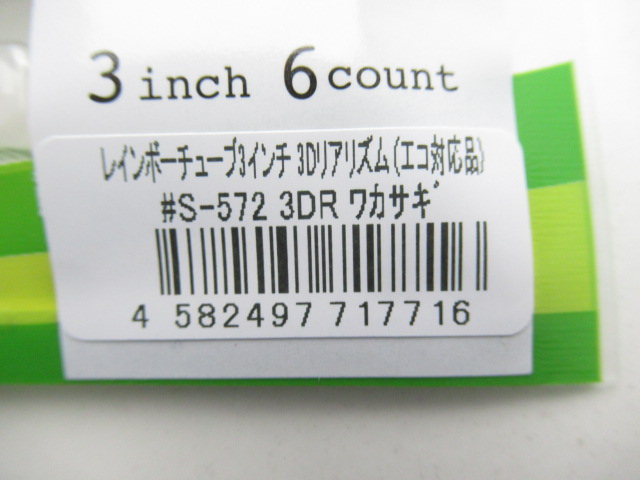 3 inch 6 count
レインボーチューブ3インチ 3Dリアリズム(エコ対応品)
#S-572 3DR ワカサギ
4 582497 717716